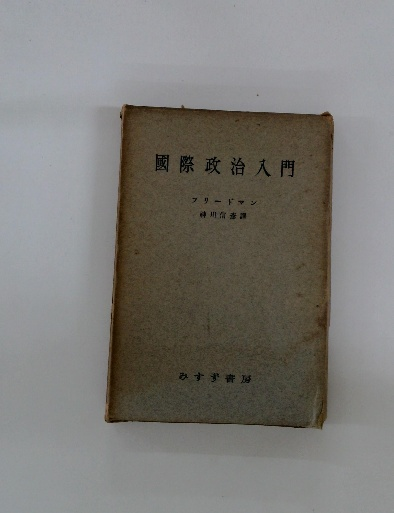 國際政治入門
フリードマン
神川信彥譯
みすず書房